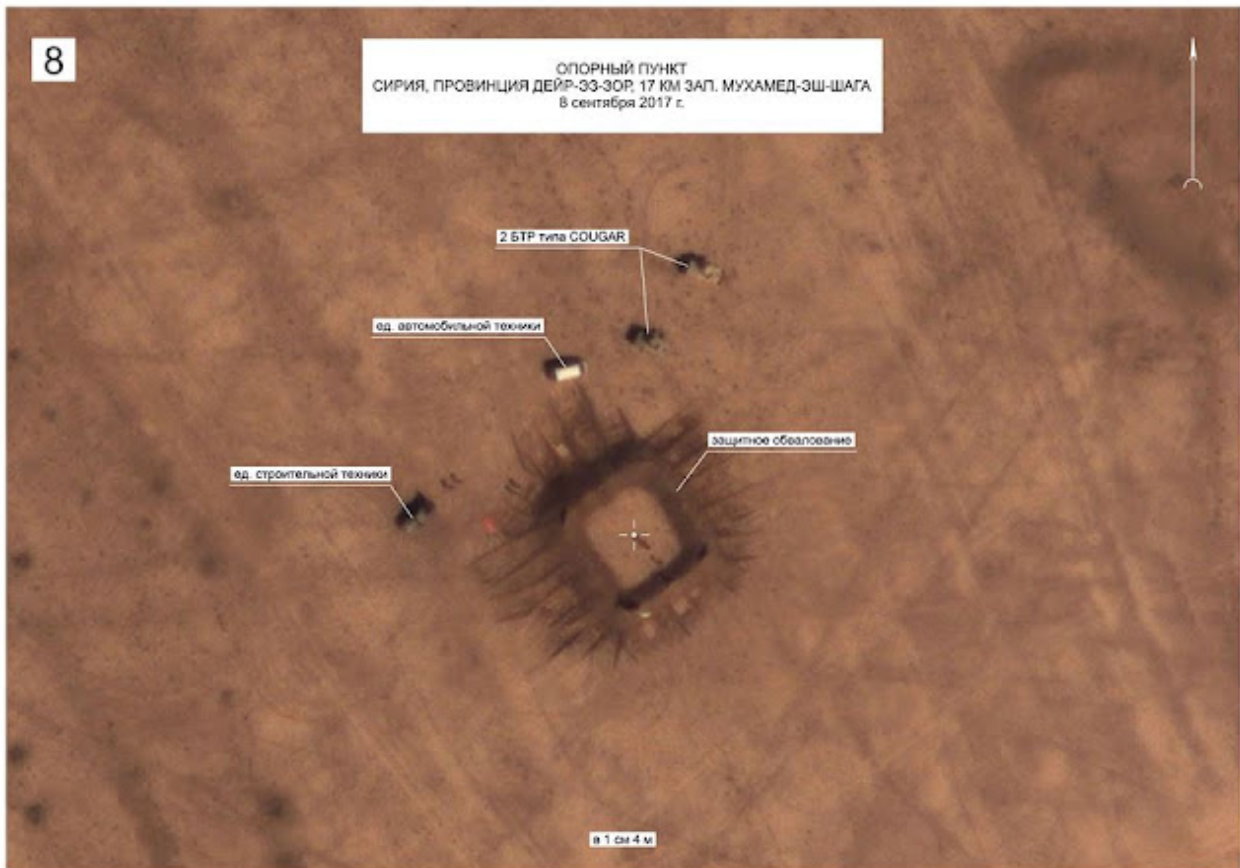 8
ОПОРНЫЙ ПУНКТ
СИРИЯ, ПРОВИНЦИЯ ДЕЙР-ЭЗ-ЗОР, 17 КМ ЗАП. МУХАМЕД-ЭШ-ШАГА
8 сентября 2017 г.
2 БТР типа COUGAR
ед. автомобильной техники
защитное обвалование
ед. строительной техники
в 1 см 4 м